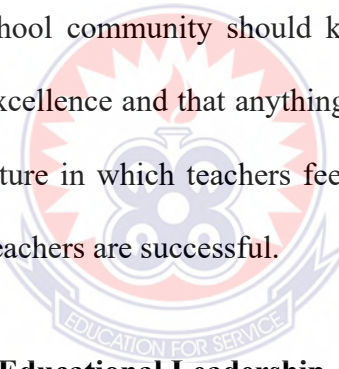 hool community should k
xcellence and that anything
ture in which teachers fee
eachers are successful.
EDUCATION FOR SERVICE
Educational Leadership